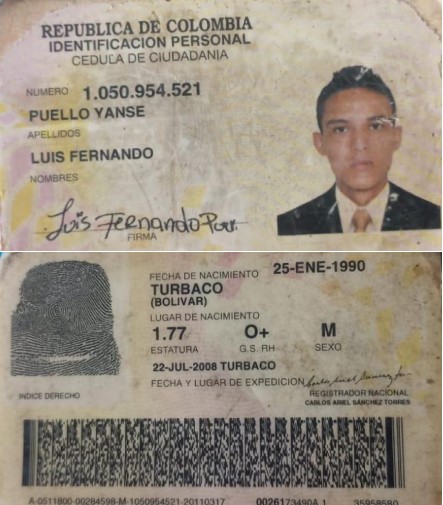 REPUBLICA DE COLOMBIA
IDENTIFICACION PERSONAL
CEDULA DE CIUDADANIA
NUMERO 1.050.954.521
PUELLO YANSE
APELLIDOS
LUIS FERNANDO
NOMBRES
Luis Fernando
FIRMA
FECHA DE NACIMIENTO 25-ENE-1990
TURBACO
(BOLIVAR)
LUGAR DE NACIMIENTO
1.77 O+ M
ESTATURA G.S. RH SEXO
22-JUL-2008 TURBACO
FECHA Y LUGAR DE EXPEDICION
INDICE DERECHO
REGISTRADOR NACIONAL
CARLOS ARIEL SÁNCHEZ TORRES
A-0511800-00284598-M-1050954521-20110317 0026173490A 1 35958580